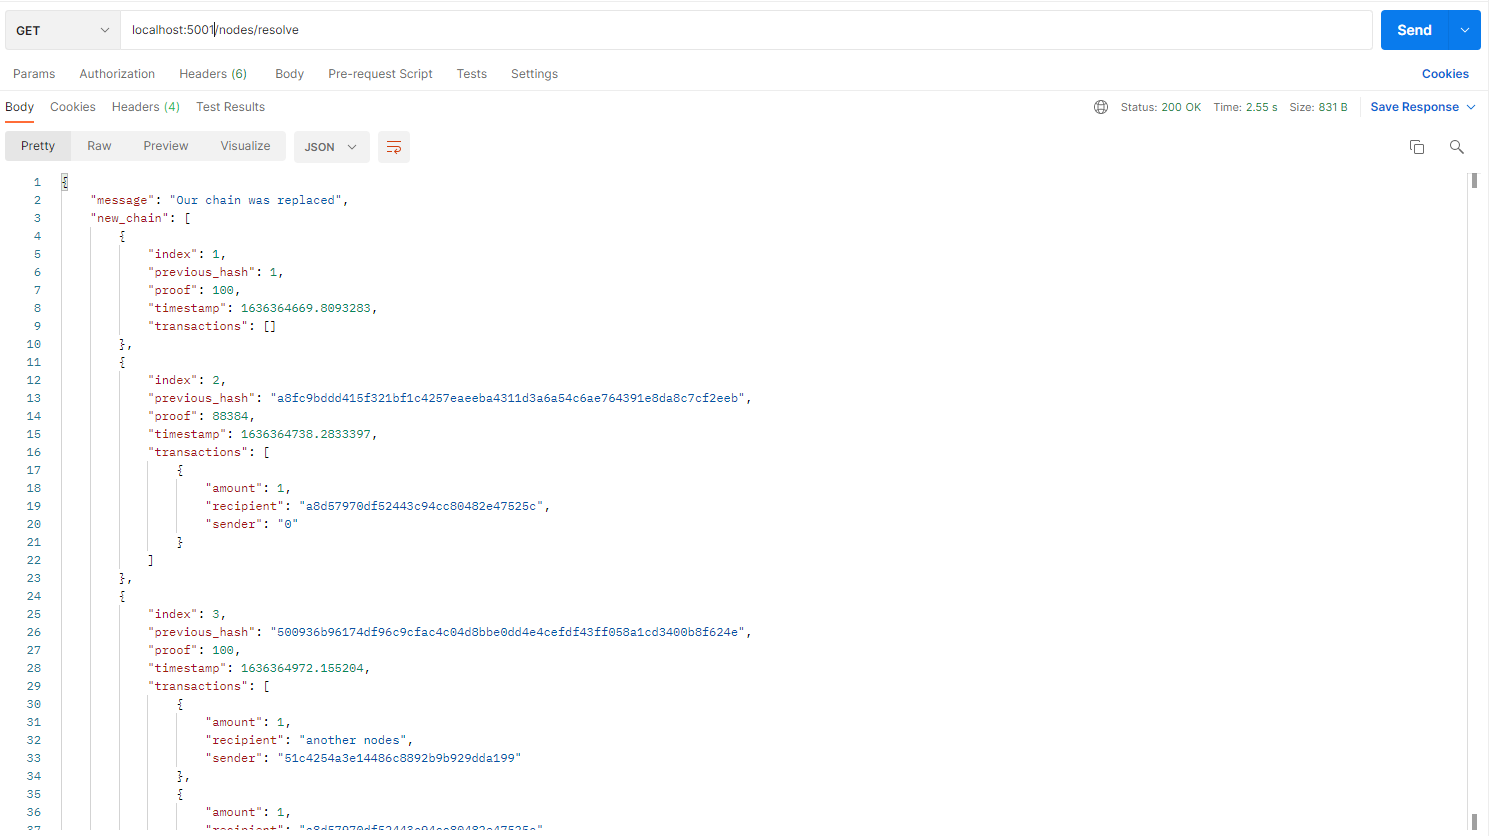 GET localhost:5001/nodes/resolve Send
Params Authorization Headers (6) Body Pre-request Script Tests Settings Cookies
Body Cookies Headers (4) Test Results Status: 200 OK Time: 2.55 s Size: 831 B Save Response
Pretty Raw Preview Visualize JSON
1 {
2 "message": "Our chain was replaced",
3 "new_chain": [
4 {
5 "index": 1,
6 "previous_hash": 1,
7 "proof": 100,
8 "timestamp": 1636364669.8093283,
9 "transactions": []
10 },
11 {
12 "index": 2,
13 "previous_hash": "a8fc9bddd415f321bf1c4257eaeeba4311d3a6a54c6ae764391e8da8c7cf2eeb",
14 "proof": 88384,
15 "timestamp": 1636364738.2833397,
16 "transactions": [
17 {
18 "amount": 1,
19 "recipient": "a8d57970df52443c94cc80482e47525c",
20 "sender": "0"
21 }
22 ]
23 },
24 {
25 "index": 3,
26 "previous_hash": "500936b96174df96c9cfac4c04d8bbe0dd4e4cefdf43ff058a1cd3400b8f624e",
27 "proof": 100,
28 "timestamp": 1636364972.155204,
29 "transactions": [
30 {
31 "amount": 1,
32 "recipient": "another nodes",
33 "sender": "51c4254a3e14486c8892b9b929dda199"
34 },
35 {
36 "amount": 1,
37 "recipient": "a8d57970df52443c94cc80482e47525c",